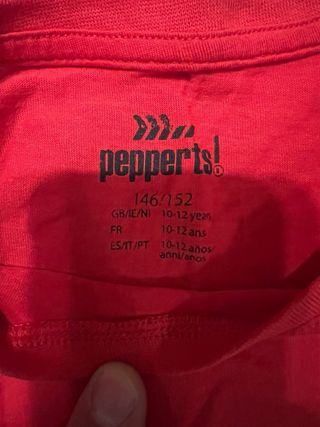 pepperts!®
146/152
GB/IE/NI 10-12 years
FR 10-12 ans
ES/IT/PT 10-12 años/
anni/anos